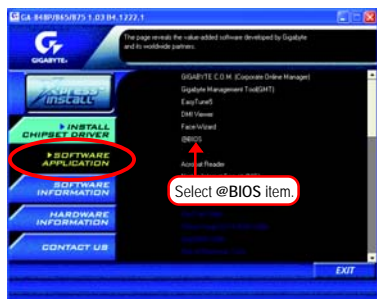 GA-848P/865/875 1.03 B4.1222.1
GIGABYTE
The page reveals the value-added software developed by Gigabyte
and its worldwide partners.
Xpress
Install
INSTALL
CHIPSET DRIVER
SOFTWARE
APPLICATION
SOFTWARE
INFORMATION
HARDWARE
INFORMATION
CONTACT US
GIGABYTE C.O.M. (Corporate Online Manager)
Gigabyte Management Tool(GMT)
EasyTune5
DMI Viewer
Face-Wizard
@BIOS
Acrobat Reader
Select @BIOS item.
EXIT